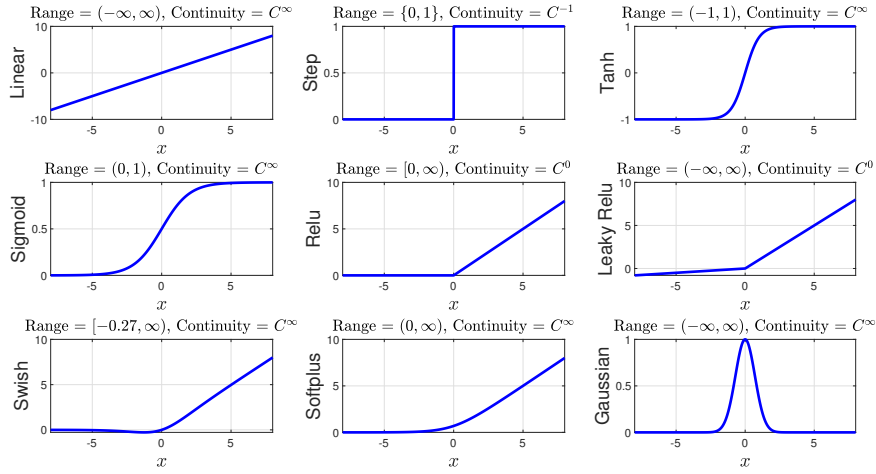 Range = (−∞, ∞), Continuity = C^∞
Linear
10
0
-10
-5
0
5
x
Range = {0, 1}, Continuity = C^−1
Step
1
0.5
0
-5
0
5
x
Range = (−1, 1), Continuity = C^∞
Tanh
1
0
-1
-5
0
5
x
Range = (0, 1), Continuity = C^∞
Sigmoid
1
0.5
0
-5
0
5
x
Range = [0, ∞), Continuity = C^0
Relu
10
5
0
-5
0
5
x
Range = (−∞, ∞), Continuity = C^0
Leaky Relu
10
5
0
-5
0
5
x
Range = [−0.27, ∞), Continuity = C^∞
Swish
10
5
0
-5
0
5
x
Range = (0, ∞), Continuity = C^∞
Softplus
10
5
0
-5
0
5
x
Range = (−∞, ∞), Continuity = C^∞
Gaussian
1
0.5
0
-5
0
5
x